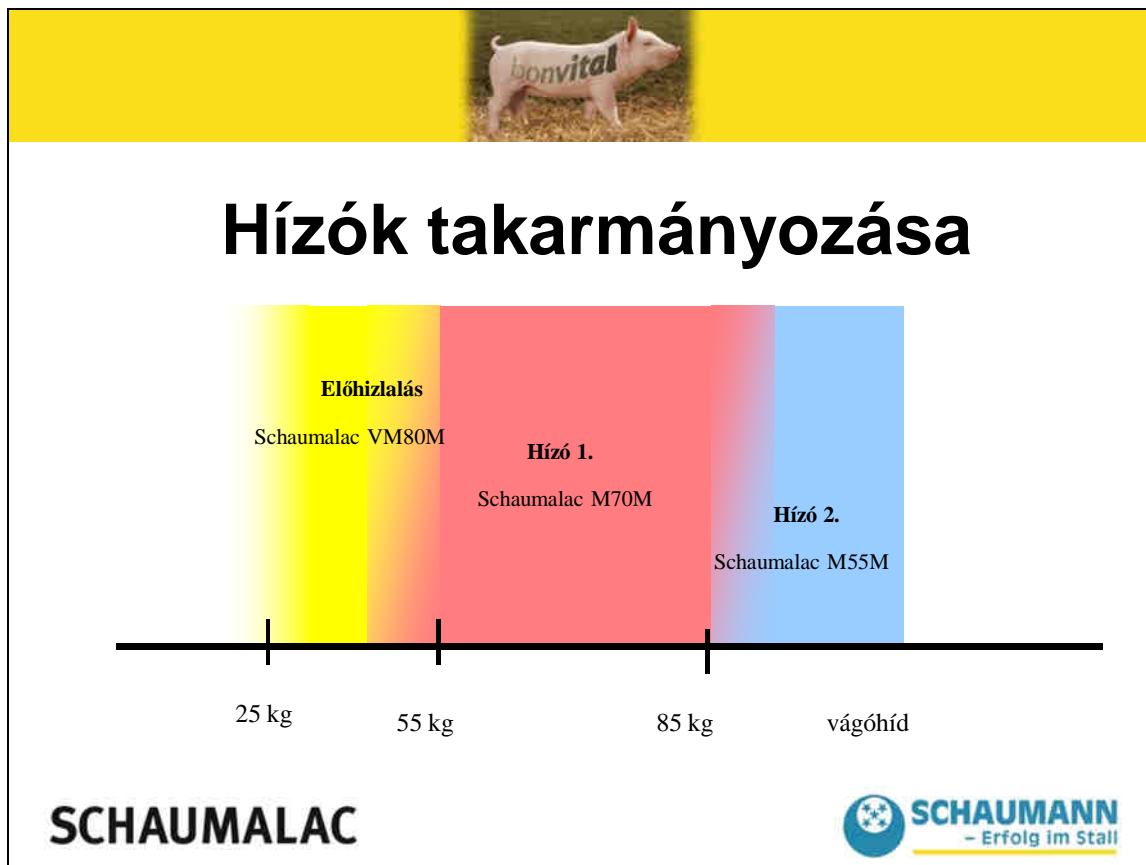 bonvital
Hízók takarmányozása
Előhizlalás
Schaumalac VM80M
Hízó 1.
Schaumalac M70M
Hízó 2.
Schaumalac M55M
25 kg
55 kg
85 kg
vágóhíd
SCHAUMALAC
SCHAUMANN
– Erfolg im Stall